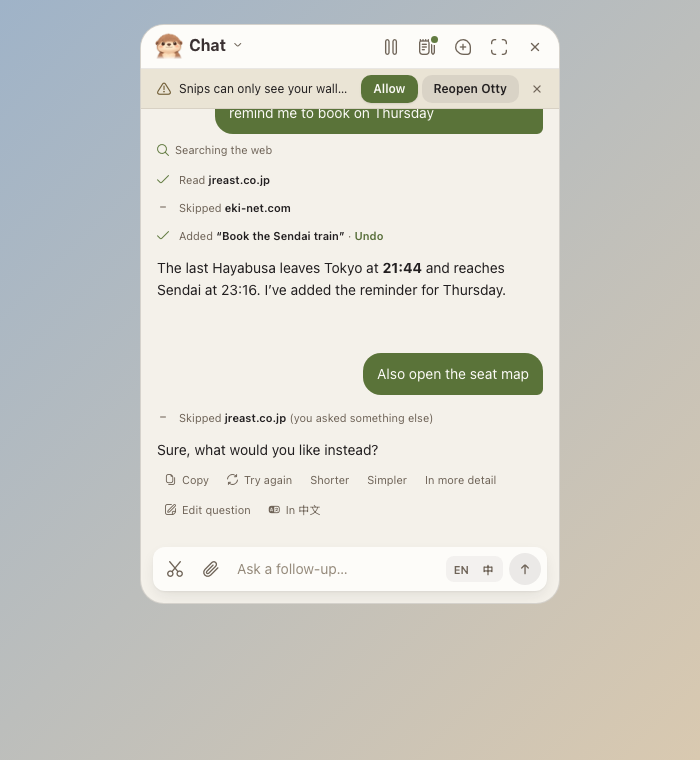 Chat
Snips can only see your wall...
Allow
Reopen Otty
remind me to book on Thursday
Searching the web
Read jreast.co.jp
Skipped eki-net.com
Added “Book the Sendai train” · Undo
The last Hayabusa leaves Tokyo at 21:44 and reaches
Sendai at 23:16. I’ve added the reminder for Thursday.
Also open the seat map
Skipped jreast.co.jp (you asked something else)
Sure, what would you like instead?
Copy Try again Shorter Simpler In more detail
Edit question In 中文
Ask a follow-up...
EN 中